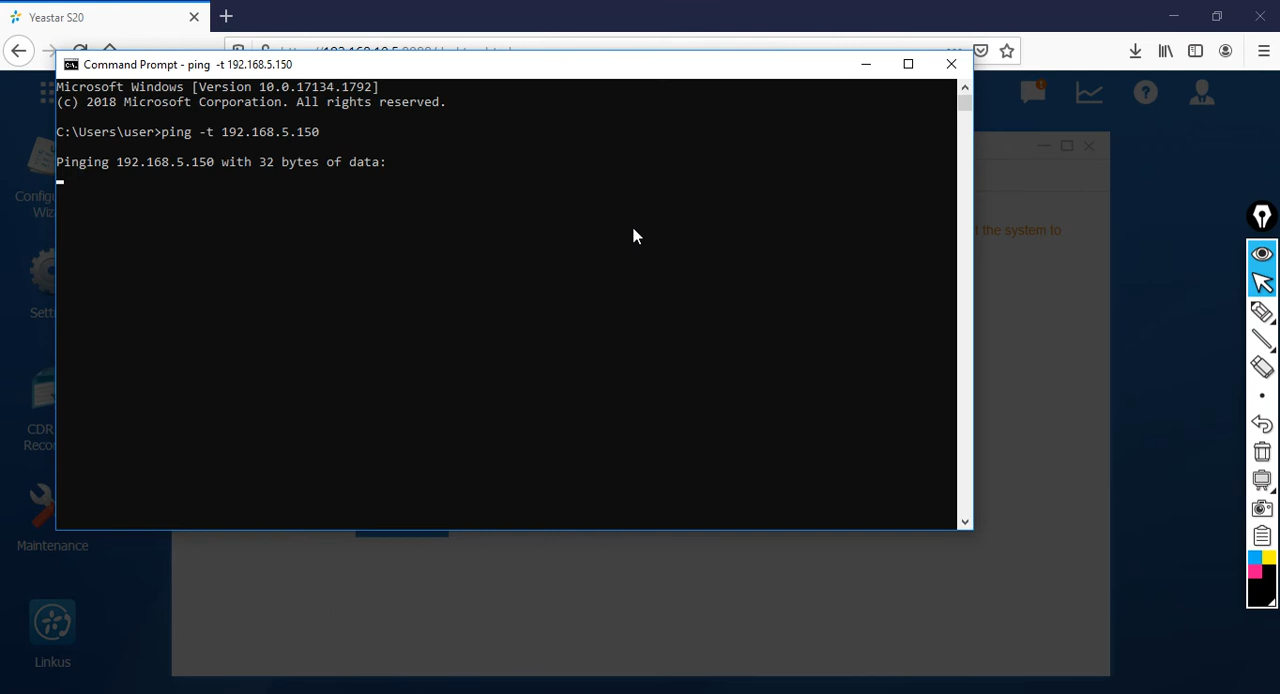 Yeastar S20
Command Prompt - ping -t 192.168.5.150
Microsoft Windows [Version 10.0.17134.1792]
(c) 2018 Microsoft Corporation. All rights reserved.
C:\Users\user>ping -t 192.168.5.150
Pinging 192.168.5.150 with 32 bytes of data:
t the system to
Config
Wiz
Sett
CDR
Reco
Maintenance
Linkus